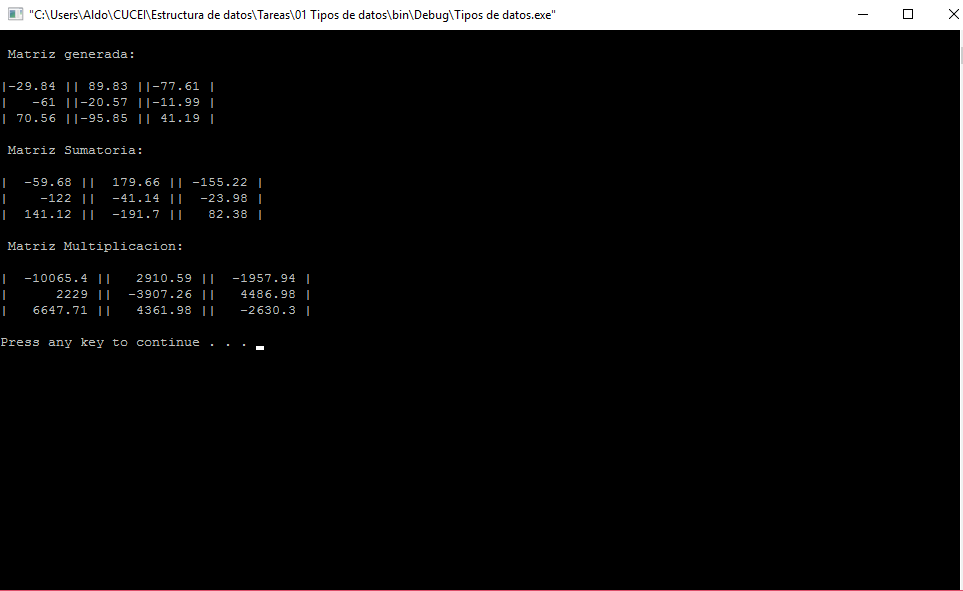 "C:\Users\Aldo\CUCEI\Estructura de datos\Tareas\01 Tipos de datos\bin\Debug\Tipos de datos.exe"
Matriz generada:
|-29.84 || 89.83 ||-77.61 |
|   -61 ||-20.57 ||-11.99 |
| 70.56 ||-95.85 || 41.19 |
Matriz Sumatoria:
|  -59.68 ||  179.66 || -155.22 |
|    -122 ||  -41.14 ||  -23.98 |
|  141.12 ||  -191.7 ||   82.38 |
Matriz Multiplicacion:
|  -10065.4 ||   2910.59 ||  -1957.94 |
|      2229 ||  -3907.26 ||   4486.98 |
|   6647.71 ||   4361.98 ||   -2630.3 |
Press any key to continue . . .